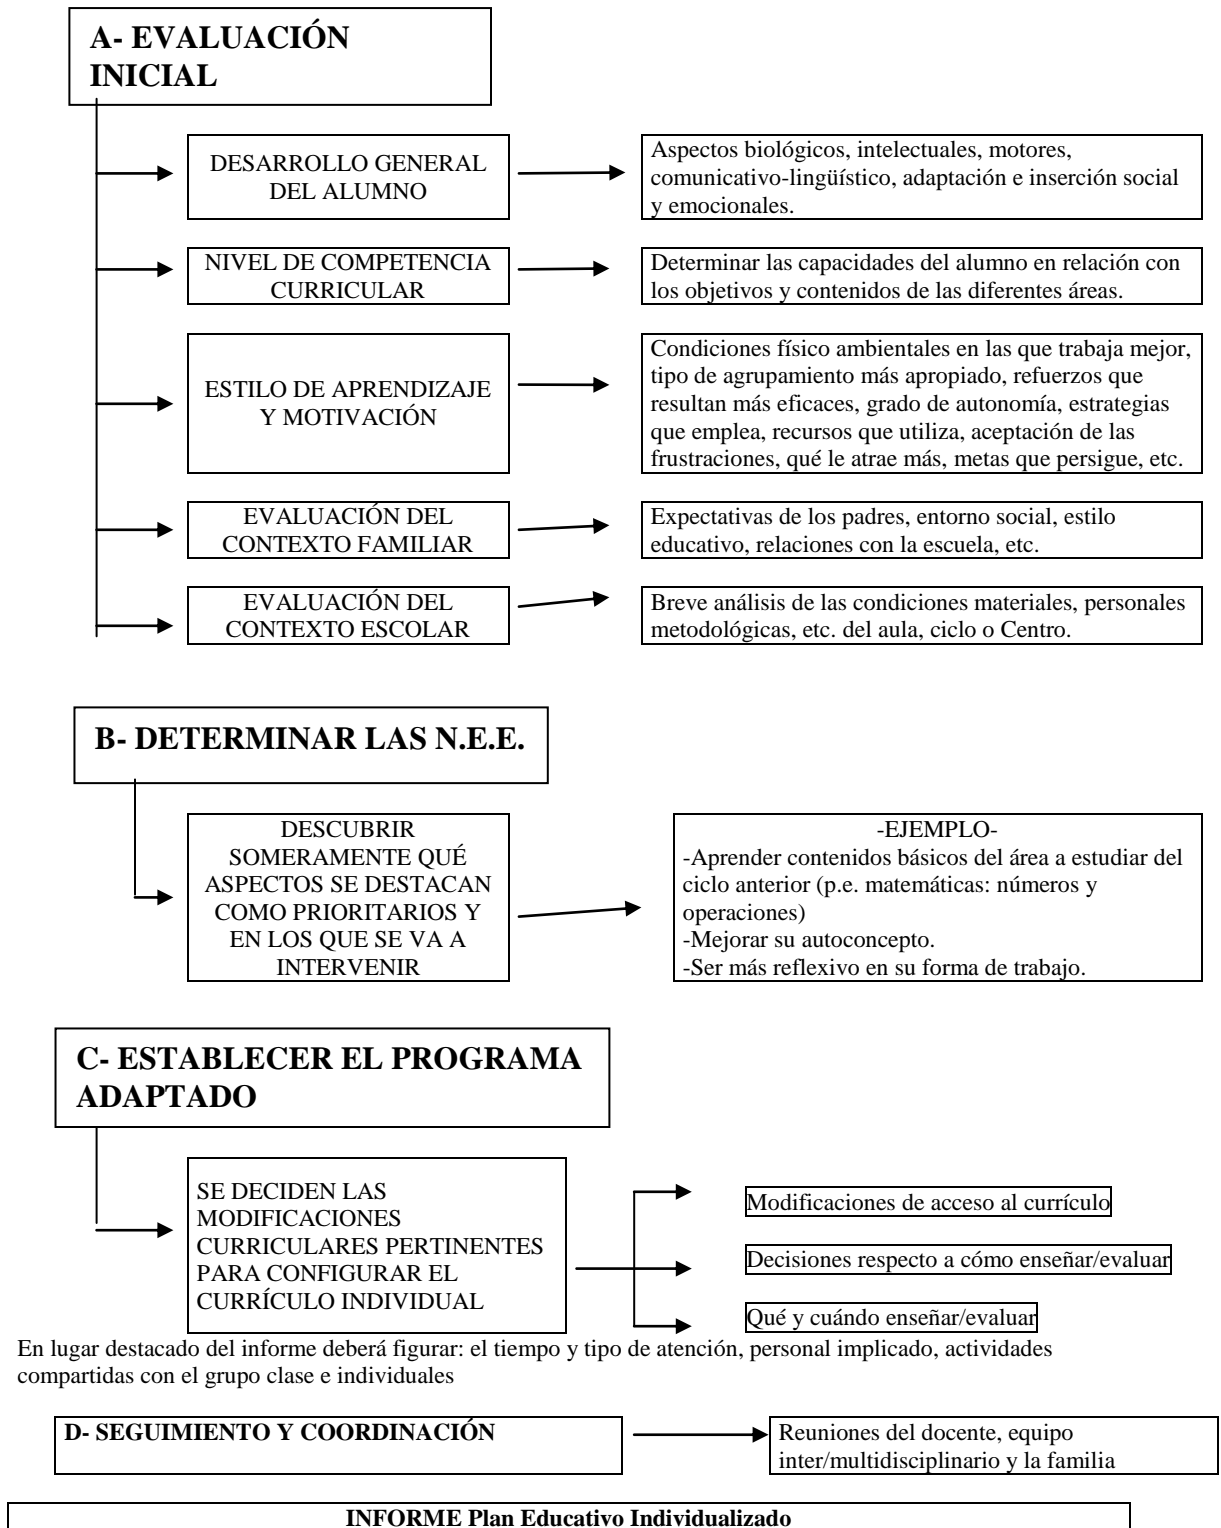 A- EVALUACIÓN
INICIAL
DESARROLLO GENERAL
DEL ALUMNO
Aspectos biológicos, intelectuales, motores,
comunicativo-lingüístico, adaptación e inserción social
y emocionales.
NIVEL DE COMPETENCIA
CURRICULAR
Determinar las capacidades del alumno en relación con
los objetivos y contenidos de las diferentes áreas.
ESTILO DE APRENDIZAJE
Y MOTIVACIÓN
Condiciones físico ambientales en las que trabaja mejor,
tipo de agrupamiento más apropiado, refuerzos que
resultan más eficaces, grado de autonomía, estrategias
que emplea, recursos que utiliza, aceptación de las
frustraciones, qué le atrae más, metas que persigue, etc.
EVALUACIÓN DEL
CONTEXTO FAMILIAR
Expectativas de los padres, entorno social, estilo
educativo, relaciones con la escuela, etc.
EVALUACIÓN DEL
CONTEXTO ESCOLAR
Breve análisis de las condiciones materiales, personales
metodológicas, etc. del aula, ciclo o Centro.
B- DETERMINAR LAS N.E.E.
DESCUBRIR
SOMERAMENTE QUÉ
ASPECTOS SE DESTACAN
COMO PRIORITARIOS Y
EN LOS QUE SE VA A
INTERVENIR
-EJEMPLO-
-Aprender contenidos básicos del área a estudiar del
ciclo anterior (p.e. matemáticas: números y
operaciones)
-Mejorar su autoconcepto.
-Ser más reflexivo en su forma de trabajo.
C- ESTABLECER EL PROGRAMA
ADAPTADO
SE DECIDEN LAS
MODIFICACIONES
CURRICULARES PERTINENTES
PARA CONFIGURAR EL
CURRÍCULO INDIVIDUAL
Modificaciones de acceso al currículo
Decisiones respecto a cómo enseñar/evaluar
Qué y cuándo enseñar/evaluar
En lugar destacado del informe deberá figurar: el tiempo y tipo de atención, personal implicado, actividades
compartidas con el grupo clase e individuales
D- SEGUIMIENTO Y COORDINACIÓN
Reuniones del docente, equipo
inter/multidisciplinario y la familia
INFORME Plan Educativo Individualizado